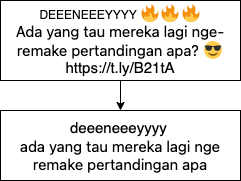 DEEENEEEYYYY 🔥🔥🔥
Ada yang tau mereka lagi nge-
remake pertandingan apa? 😎
https://t.ly/B21tA
deeeneeeyyyy
ada yang tau mereka lagi nge
remake pertandingan apa